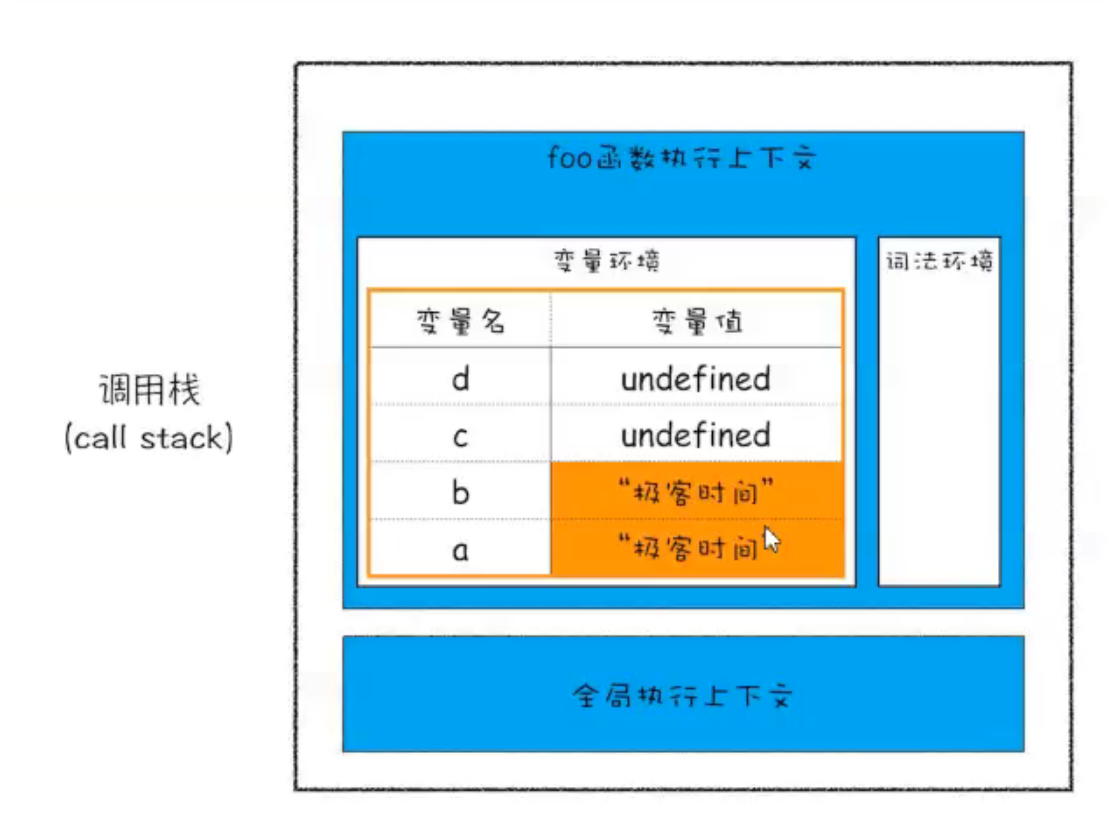 foo函数执行上下文
变量环境
词法环境
变量名 变量值
d undefined
c undefined
b “极客时间”
a “极客时间
调用栈
(call stack)
全局执行上下文